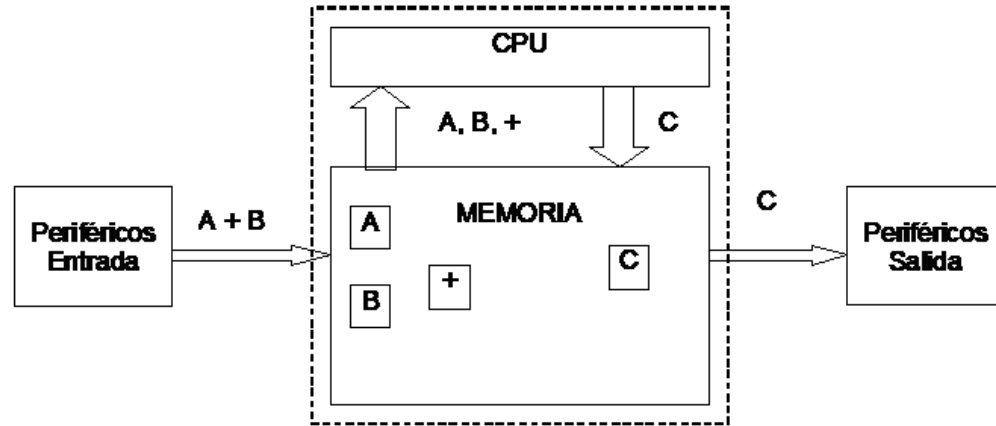 CPU
A, B, +
C
Periféricos
Entrada
A + B
MEMORIA
A
B
+
C
C
Periféricos
Salida